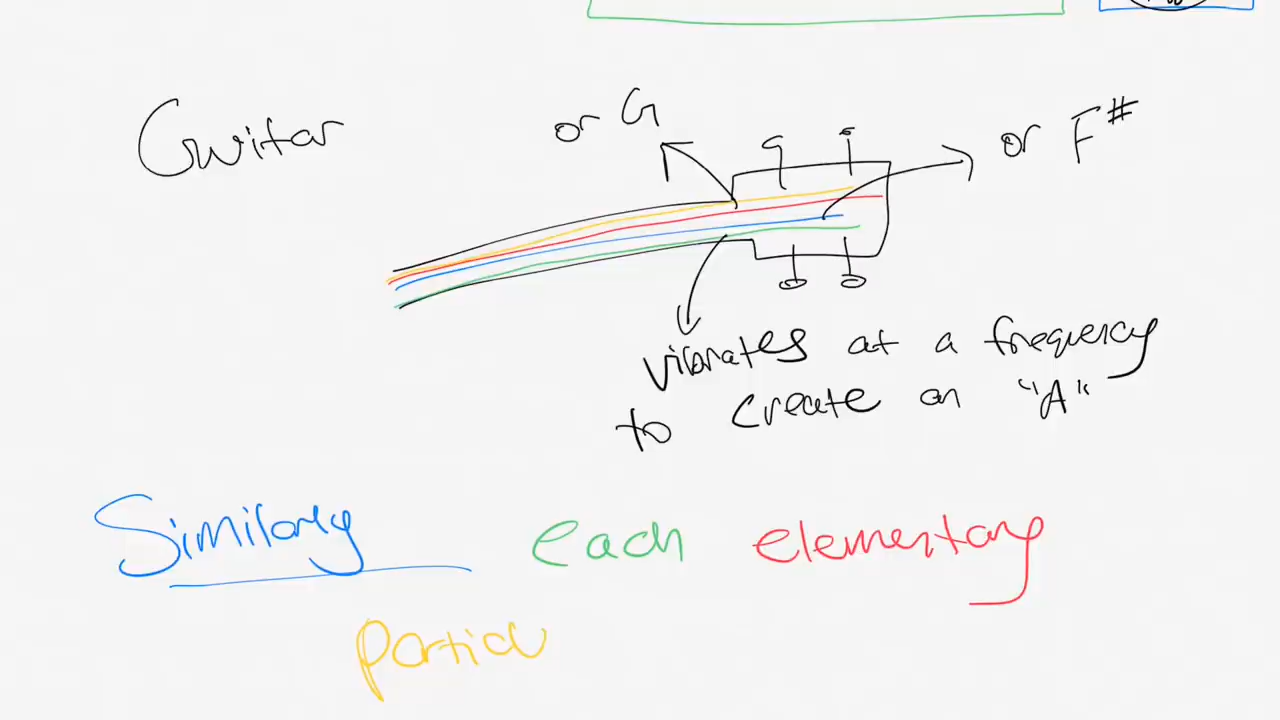 Guitar
or G
or F#
vibrates at a frequency
to create an "A"
Similarly each elementary
partic